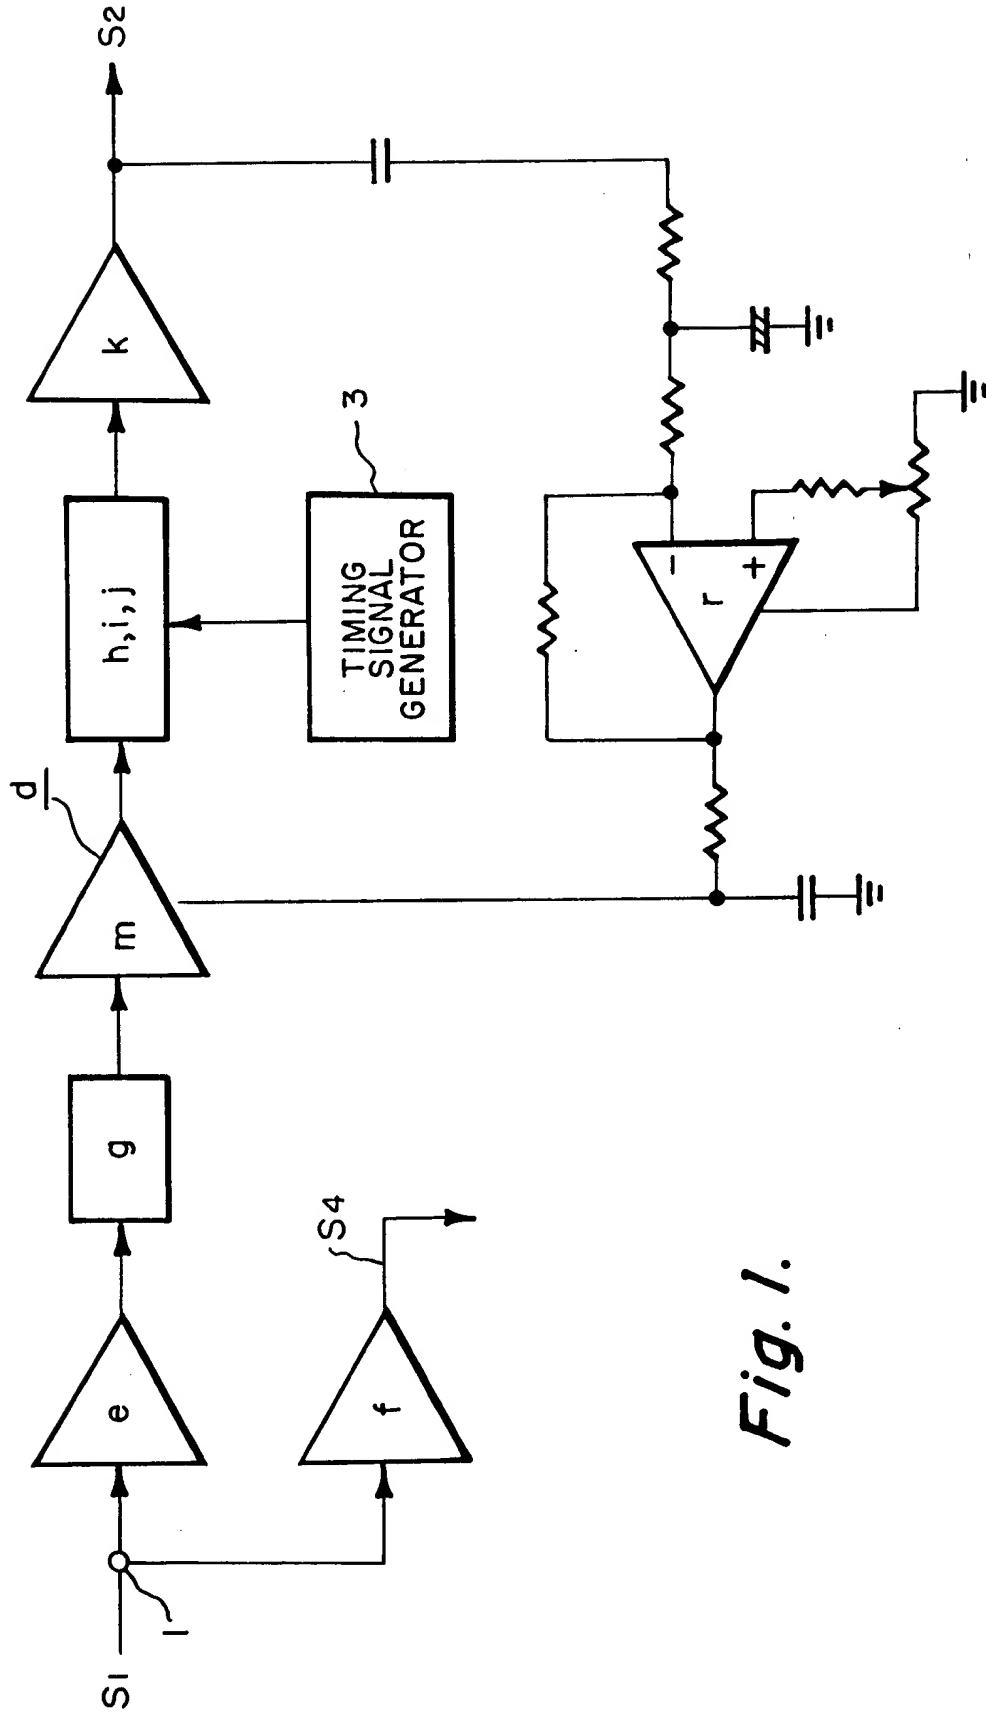 S1
1
e
f
S4
g
m
d
h,i,j
TIMING
SIGNAL
GENERATOR
3
k
S2
r
-
+
Fig. 1.